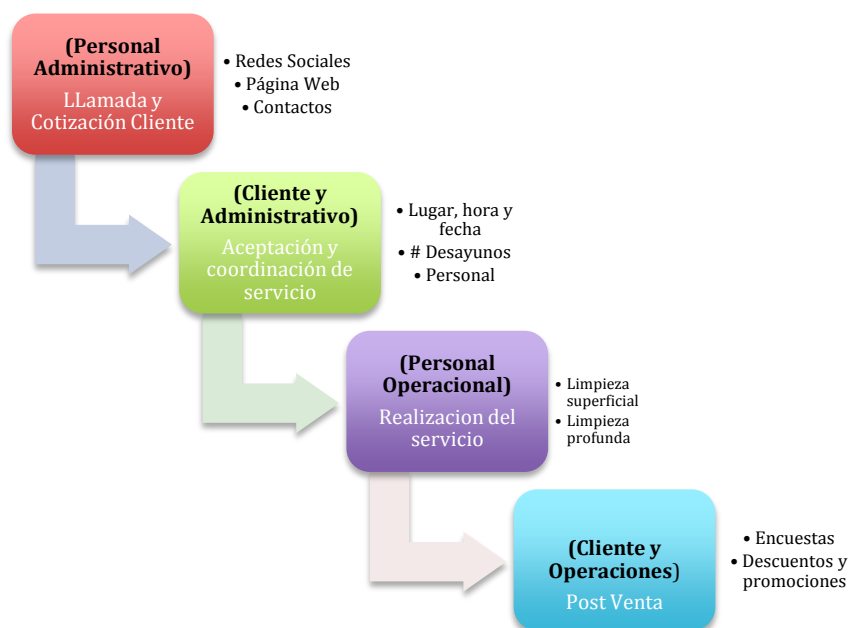 (Personal
Administrativo)
LLamada y
Cotización Cliente
• Redes Sociales
• Página Web
• Contactos
(Cliente y
Administrativo)
Aceptación y
coordinación de
servicio
• Lugar, hora y
fecha
• # Desayunos
• Personal
(Personal
Operacional)
Realizacion del
servicio
• Limpieza
superficial
• Limpieza
profunda
(Cliente y
Operaciones)
Post Venta
• Encuestas
• Descuentos y
promociones